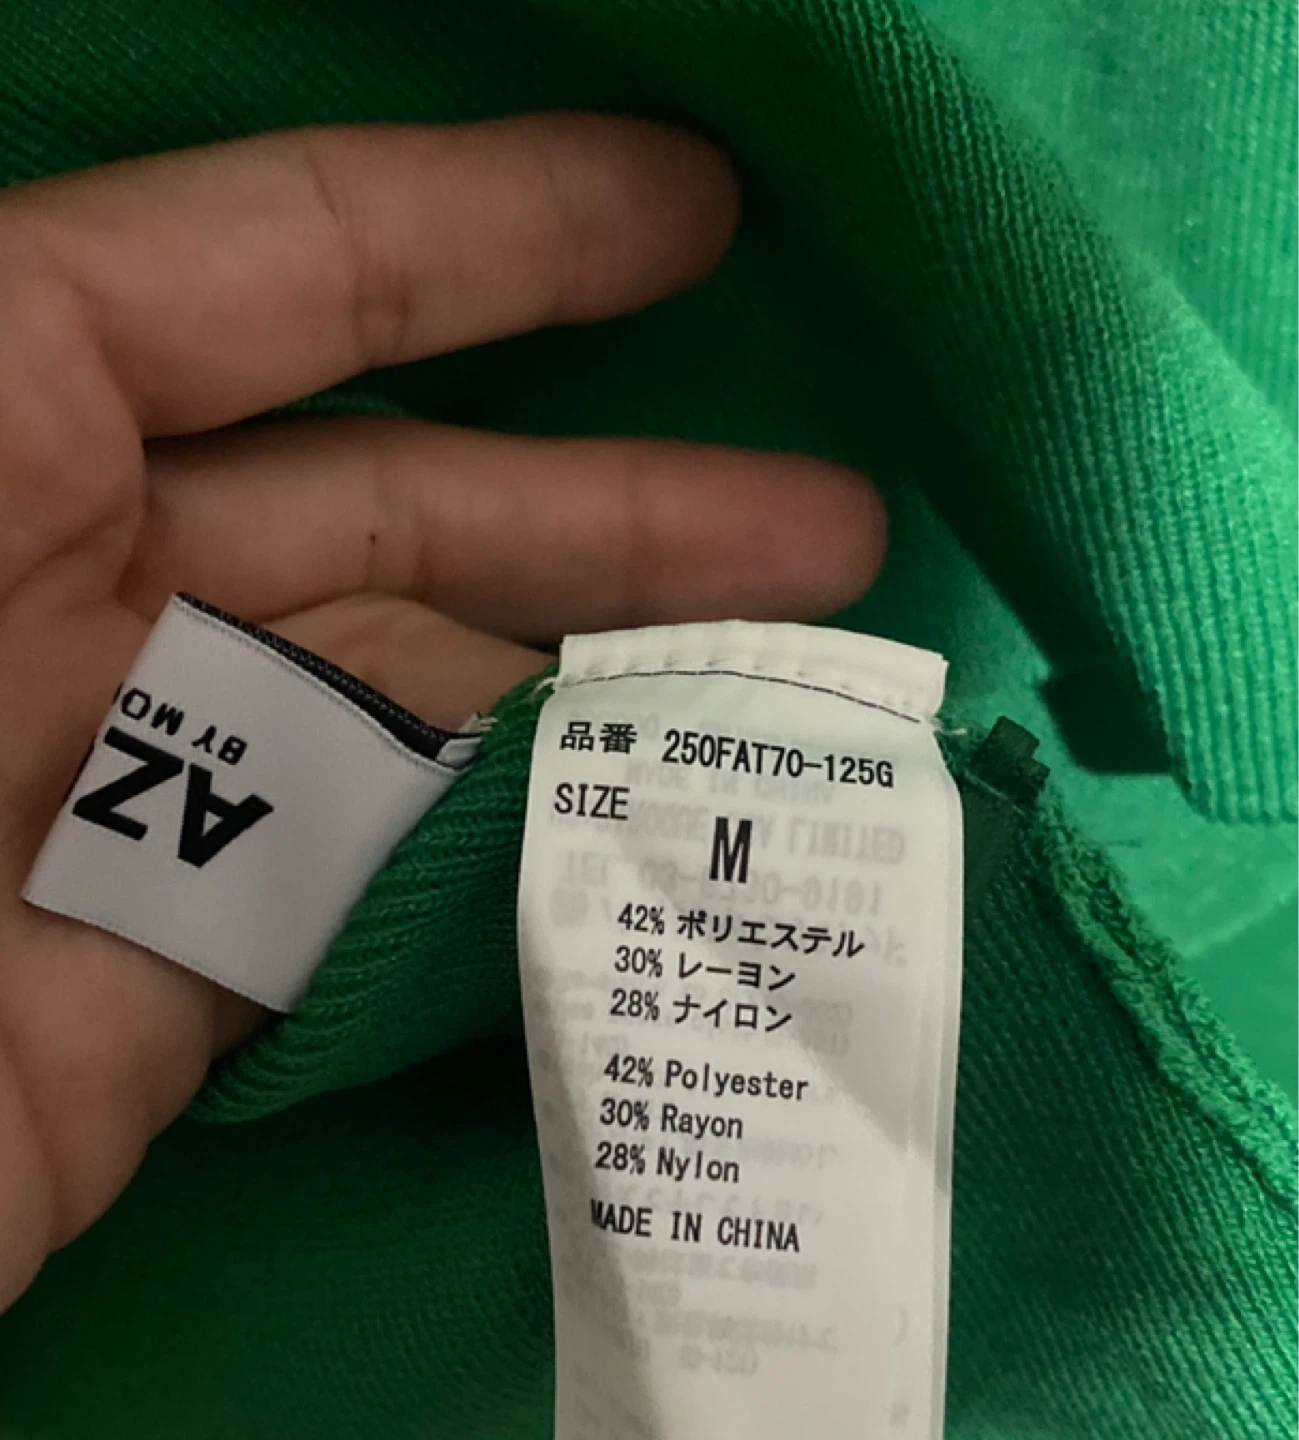 AZ
BY MO
品番 250FAT70-125G
SIZE
M
42% ポリエステル
30% レーヨン
28% ナイロン
42% Polyester
30% Rayon
28% Nylon
MADE IN CHINA